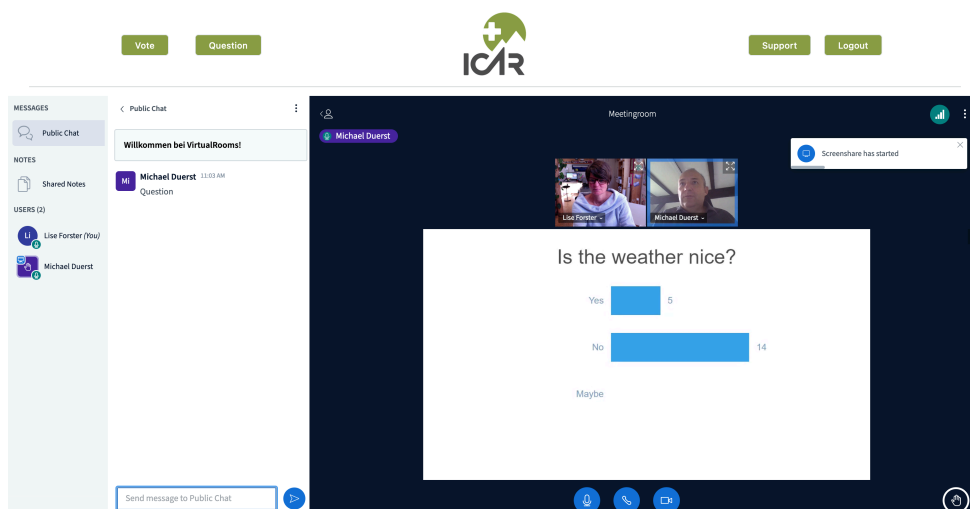 Vote
Question
ICAR
Support
Logout
MESSAGES
Public Chat
NOTES
Shared Notes
USERS (2)
Li
Lise Forster (You)
Michael Duerst
Public Chat
Willkommen bei VirtualRooms!
Mi
Michael Duerst 11:03 AM
Question
Send message to Public Chat
Meetingroom
Michael Duerst
Screenshare has started
Lise Forster
Michael Duerst
Is the weather nice?
Yes 5
No 14
Maybe